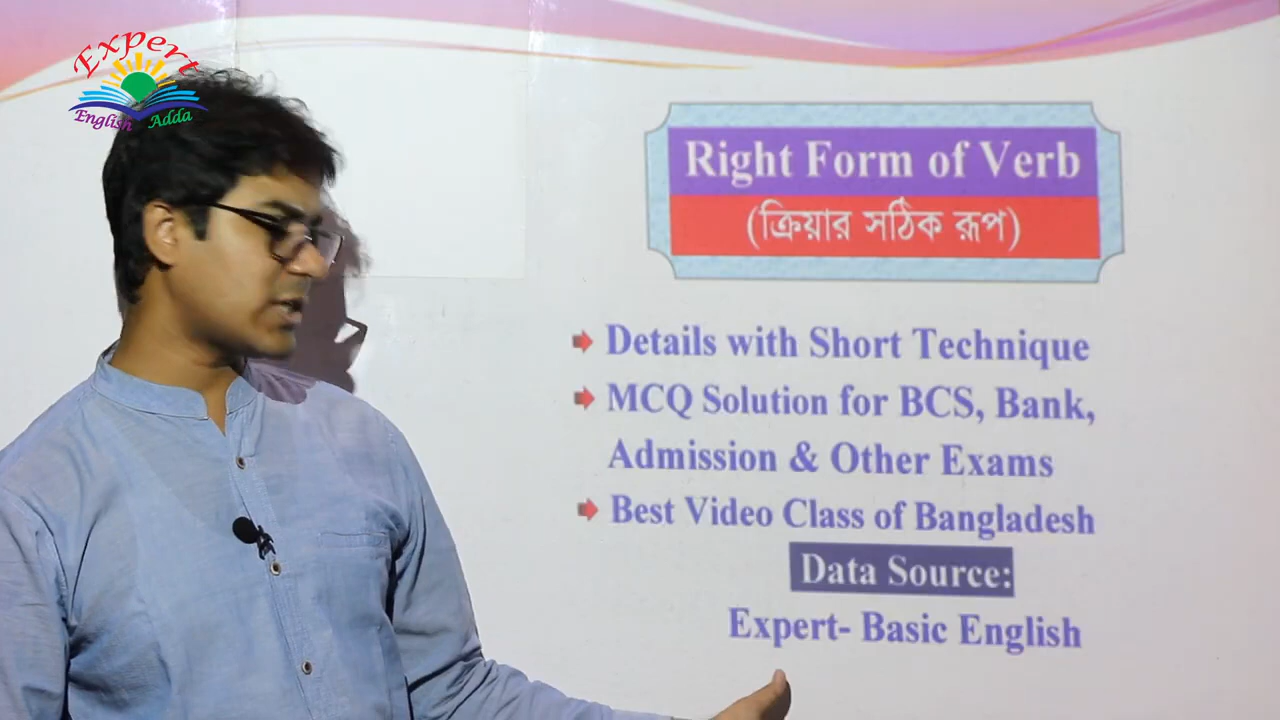 Expert
English Adda
Right Form of Verb
(ক্রিয়ার সঠিক রূপ)
Details with Short Technique
MCQ Solution for BCS, Bank,
Admission & Other Exams
Best Video Class of Bangladesh
Data Source:
Expert- Basic English